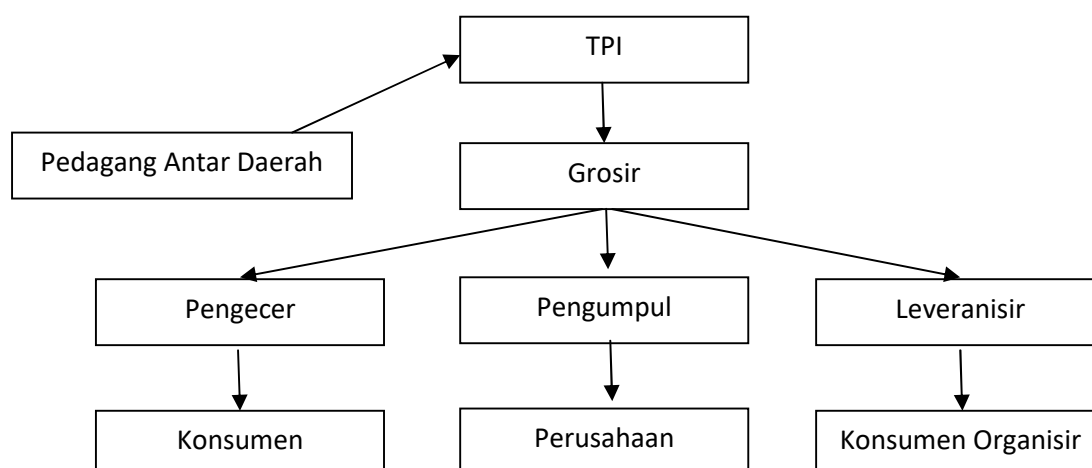 TPI
Pedagang Antar Daerah
Grosir
Pengecer
Pengumpul
Leveranisir
Konsumen
Perusahaan
Konsumen Organisir